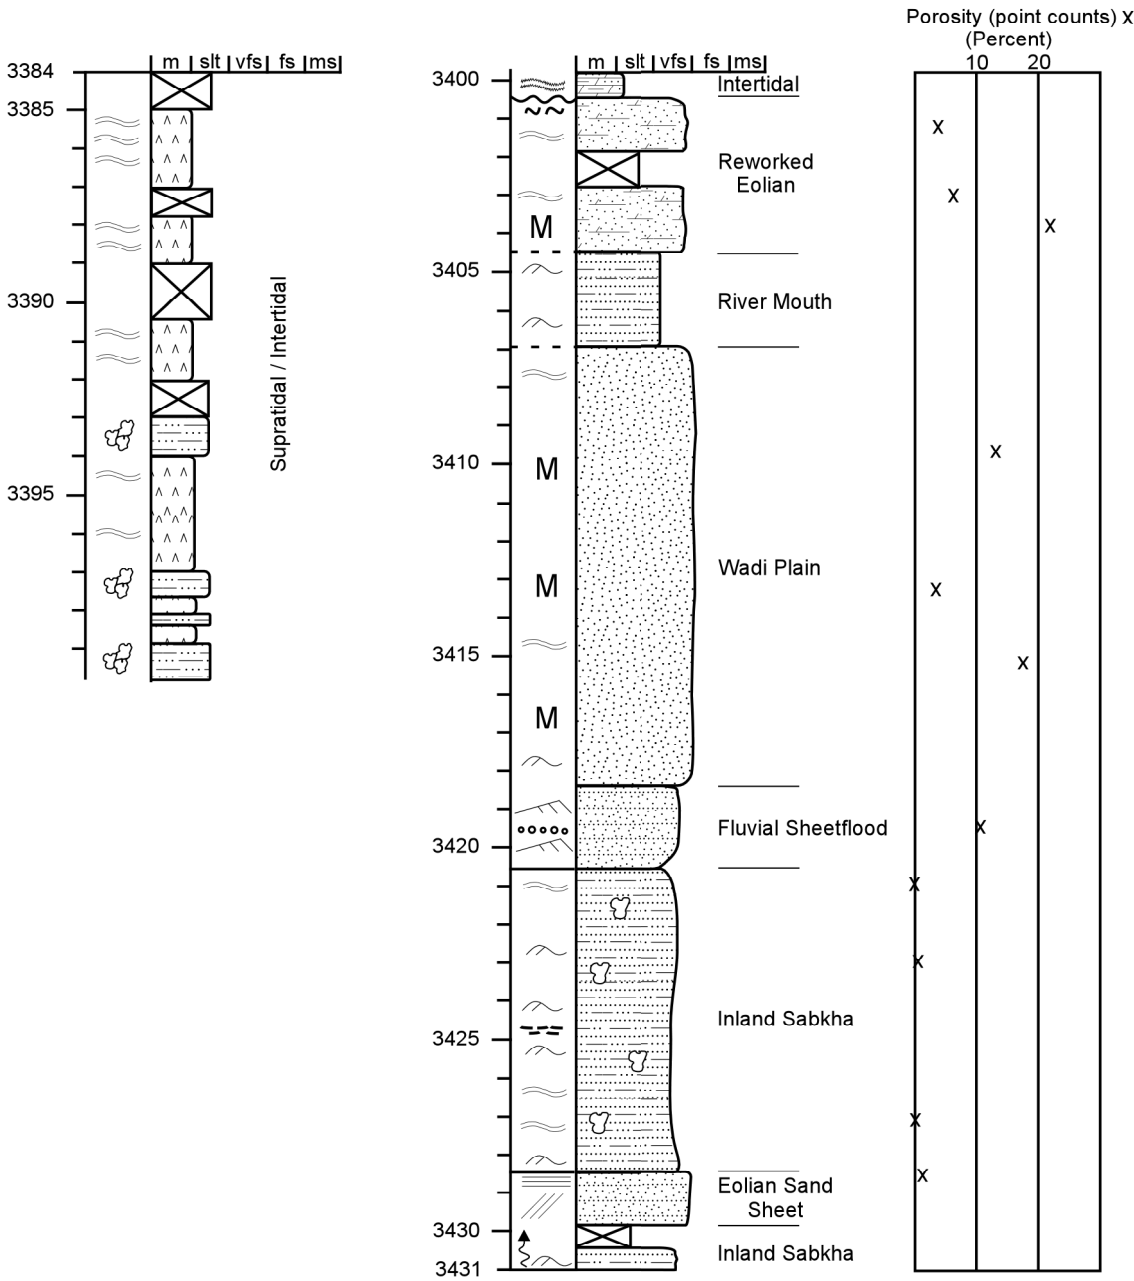 Porosity (point counts) x
(Percent)
10 20
m slt vfs fs ms
3384
3385
3390
3395
Supratidal / Intertidal
m slt vfs fs ms
3400
Intertidal
Reworked
Eolian
M
3405
River Mouth
3410
M
Wadi Plain
M
3415
M
Fluvial Sheetflood
3420
Inland Sabkha
3425
Eolian Sand
Sheet
3430
Inland Sabkha
3431
x
x
x
x
x
x
x
x
x
x
x